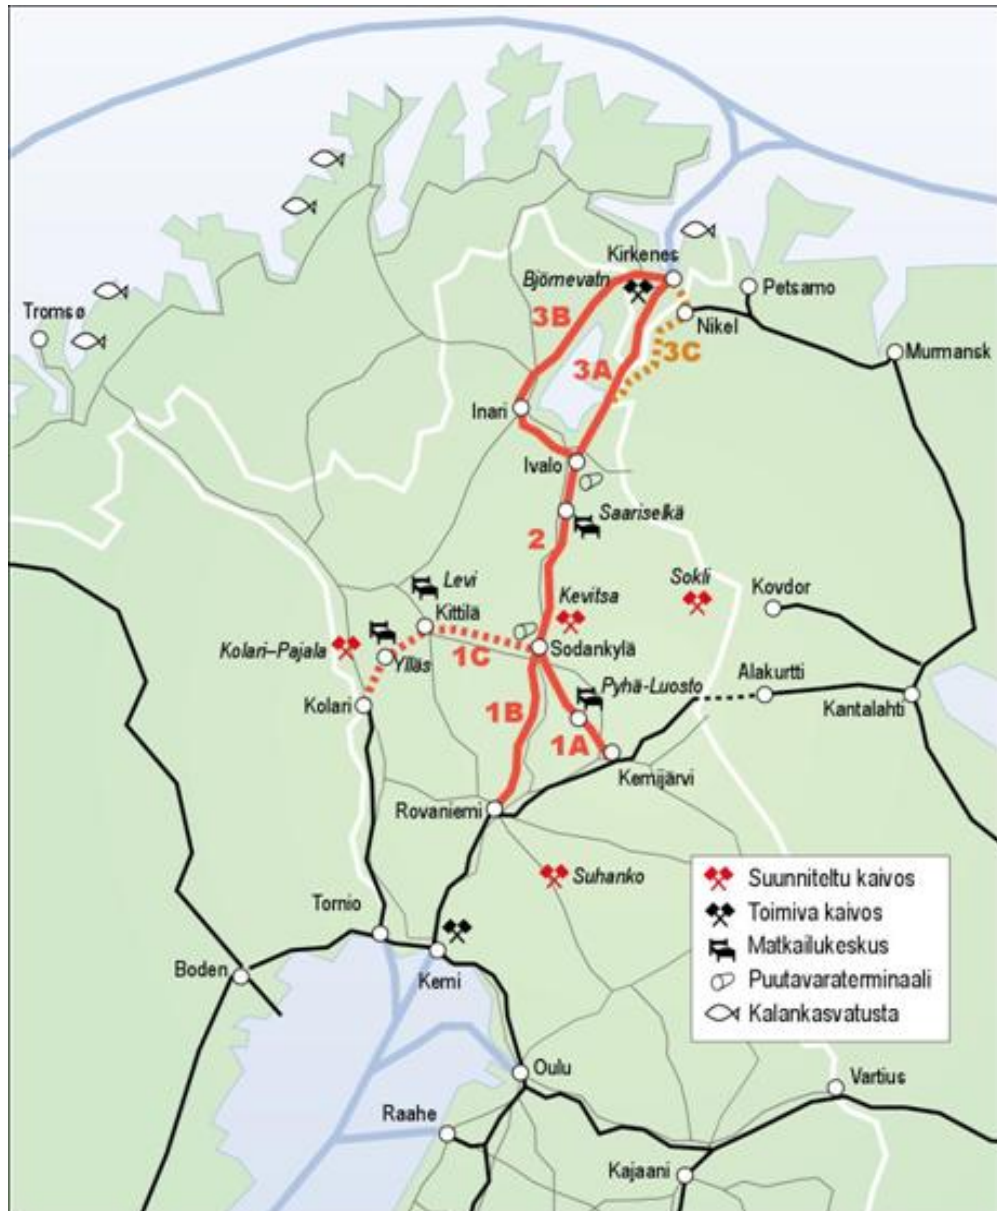 Kirkenes
Björnevatn
Petsamo
Tromsø
3B
Nikel
3C
Murmansk
3A
Inari
Ivalo
Saariselkä
2
Levi
Sokli
Kevitsa
Kovdor
Kittilä
Kolari–Pajala
Ylläs
1C
Sodankylä
Pyhä-Luosto
Alakurtti
Kolari
1B
Kantalahti
1A
Kemijärvi
Rovaniemi
Suhanko
Suunniteltu kaivos
Toimiva kaivos
Matkailukeskus
Puutavaraterminaali
Kalankasvatusta
Tornio
Boden
Kemi
Oulu
Vartius
Raahe
Kajaani